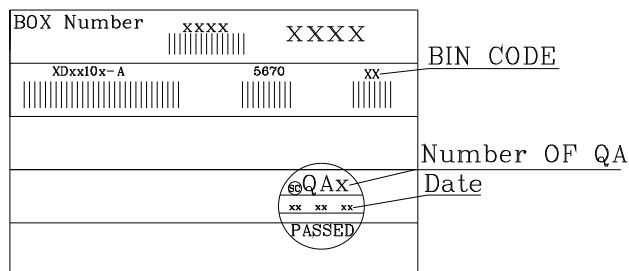 BOX Number xxxx XXXX
XDxx10x-A 5670 XX
BIN CODE
Number OF QA
QAx
Date
xx xx xx
PASSED